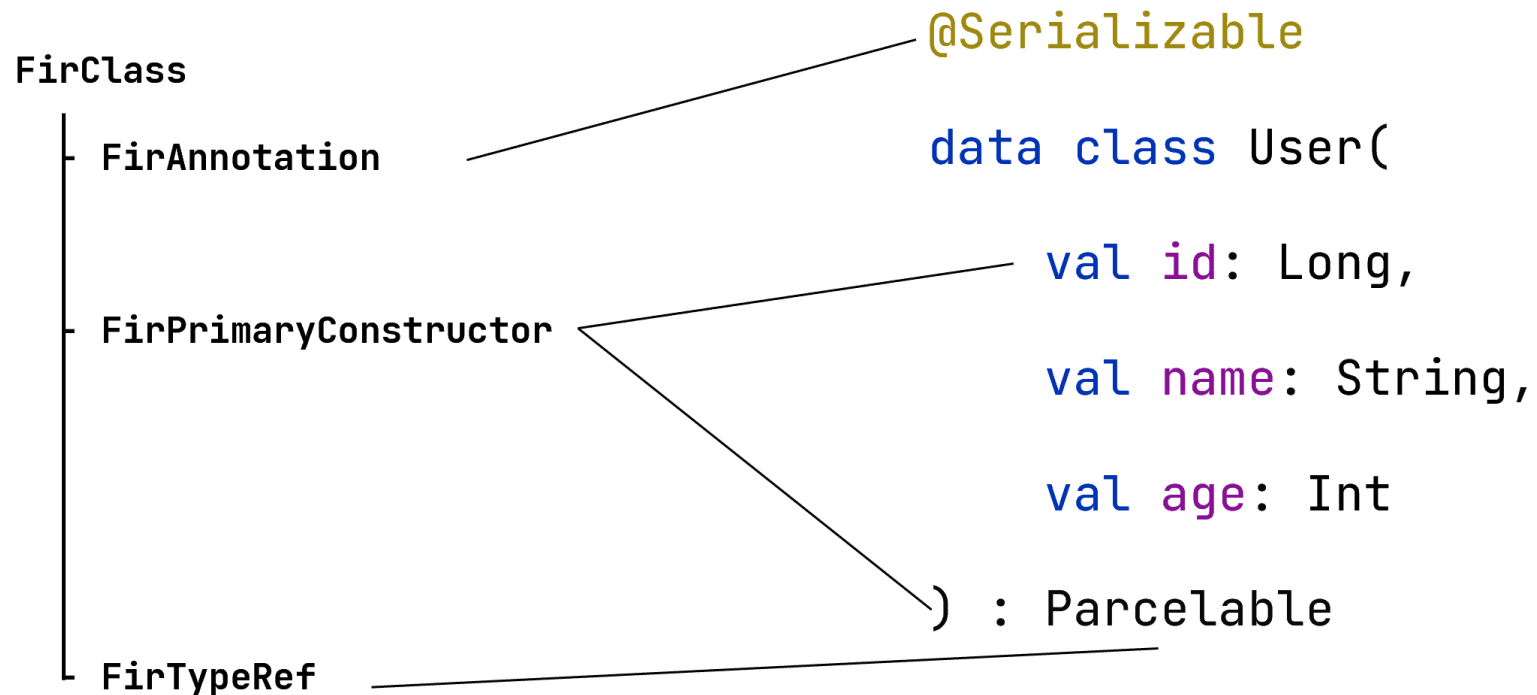 FirClass
FirAnnotation
FirPrimaryConstructor
FirTypeRef
@Serializable
data class User(
val id: Long,
val name: String,
val age: Int
) : Parcelable